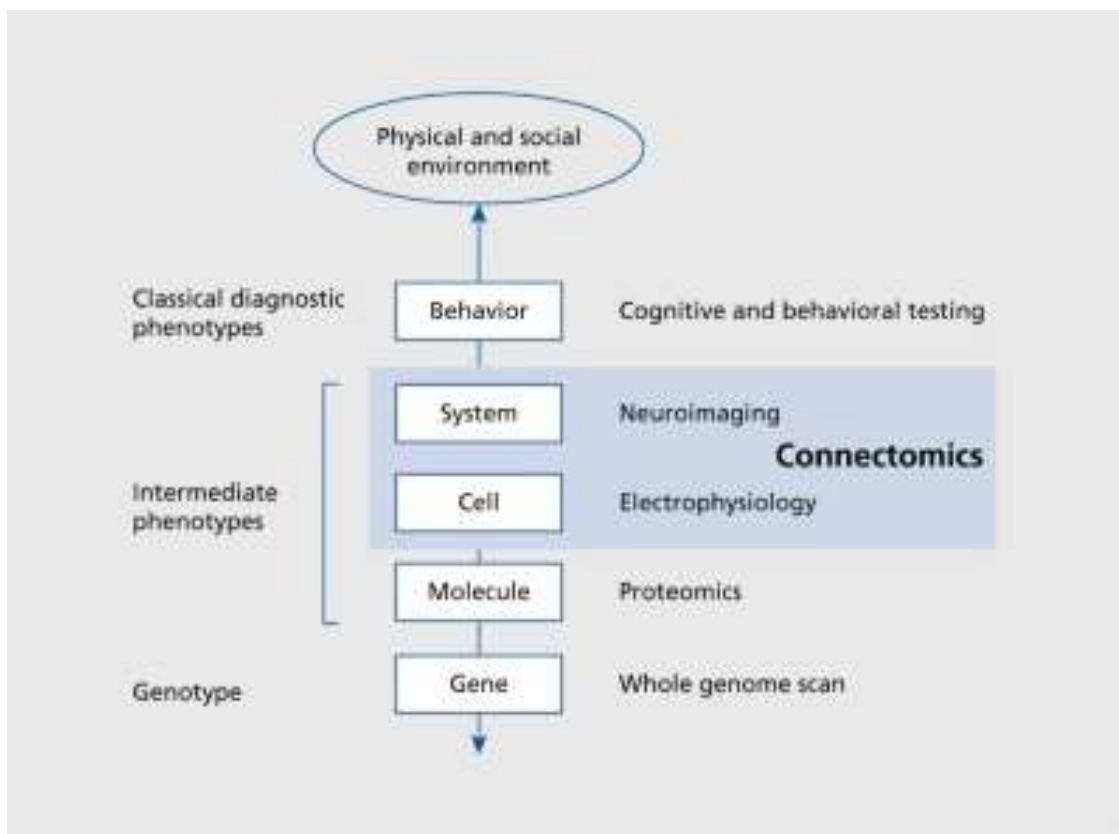 Physical and social
environment
Classical diagnostic
phenotypes
Behavior
Cognitive and behavioral testing
System
Neuroimaging
Connectomics
Intermediate
phenotypes
Cell
Electrophysiology
Molecule
Proteomics
Genotype
Gene
Whole genome scan